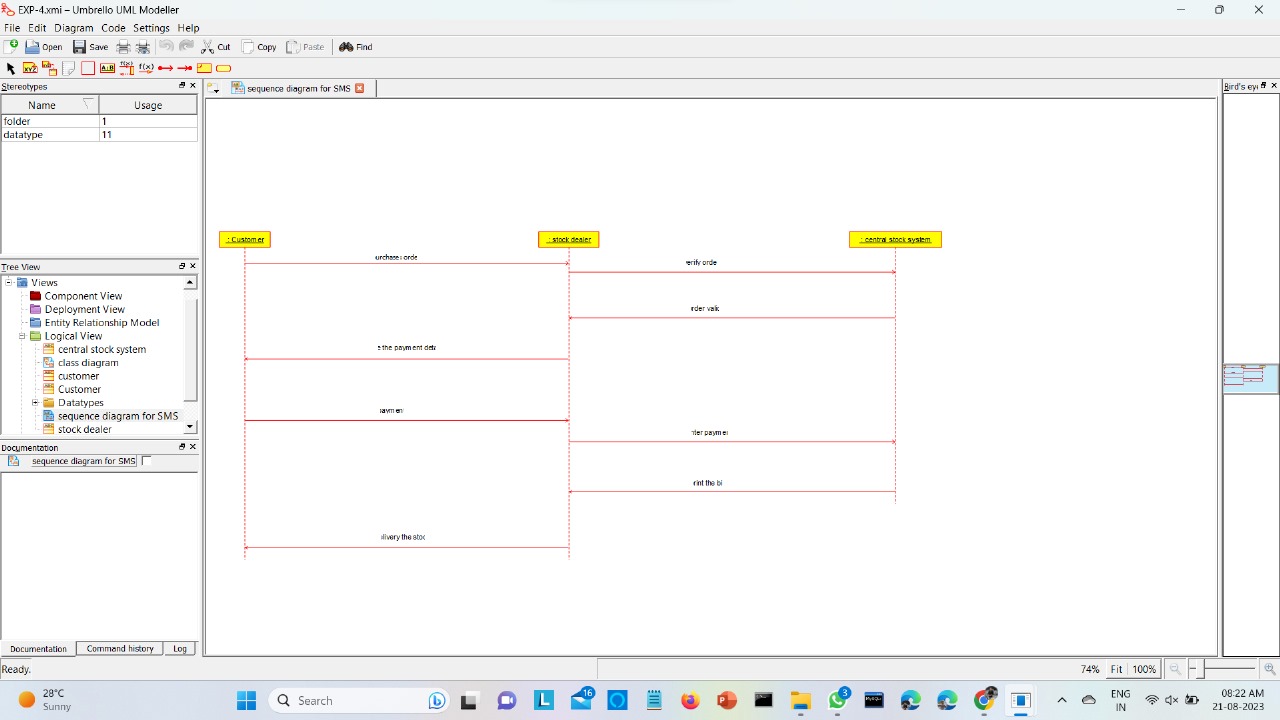 EXP-4.xmi – Umbrello UML Modeller
File Edit Diagram Code Settings Help
Open Save Cut Copy Paste Find
Stereotypes
Name Usage
folder 1
datatype 11
Tree View
Views
Component View
Deployment View
Entity Relationship Model
Logical View
central stock system
class diagram
customer
Customer
Datatypes
sequence diagram for SMS
stock dealer
Documentation
sequence diagram for SMS
Documentation Command history Log
sequence diagram for SMS
Bird's ey
: Customer
: stock dealer
: central stock system
urchase orde
erify orde
rder valic
e the payment deta
aymen
nter paymer
rint the bi
livery the stoc
Ready.
74% Fit 100%
28°C
Sunny
Search
16
3
ENG
IN
08:22 AM
21-08-2023